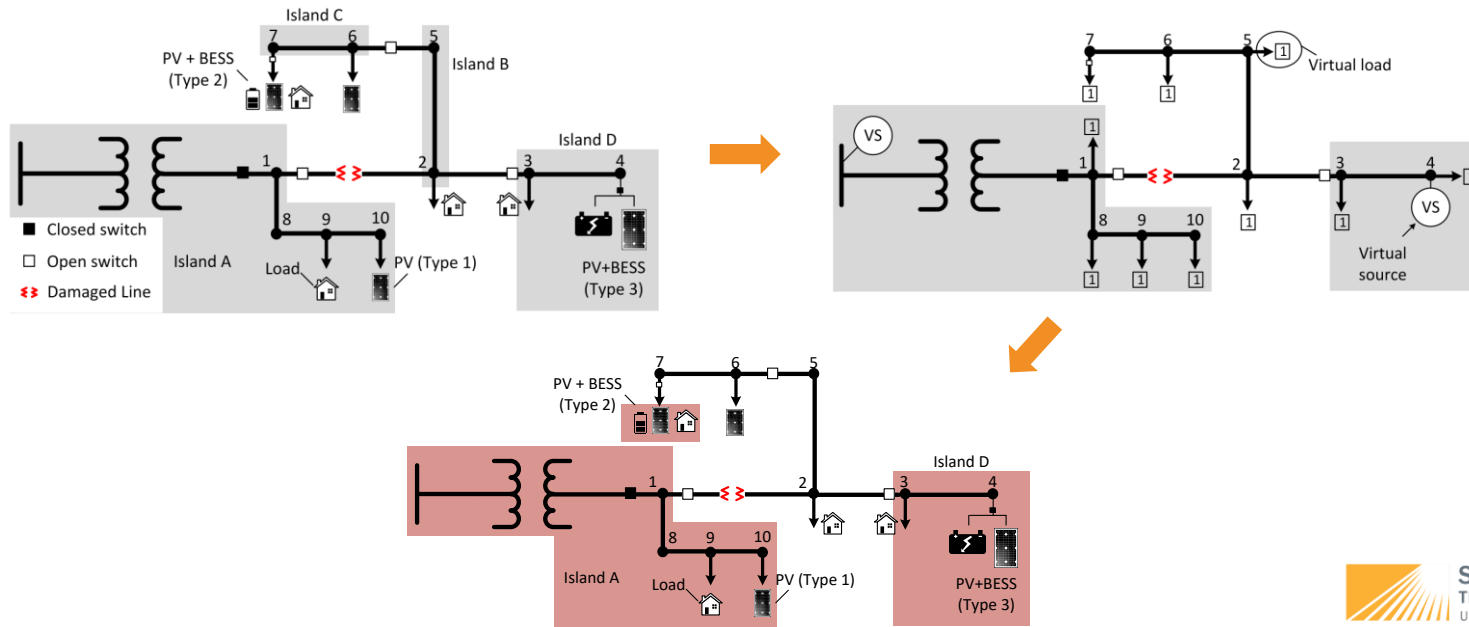 Island C
7
6
5
PV + BESS
(Type 2)
Island B
Island D
1
2
3
4
8
9
10
Closed switch
Open switch
Damaged Line
Island A
Load
PV (Type 1)
PV+BESS
(Type 3)
7
6
5
1
Virtual load
1
1
VS
1
1
2
3
4
1
1
VS
8
9
10
1
1
1
1
Virtual
source
7
6
5
PV + BESS
(Type 2)
Island D
1
2
3
4
8
9
10
Island A
Load
PV (Type 1)
PV+BESS
(Type 3)